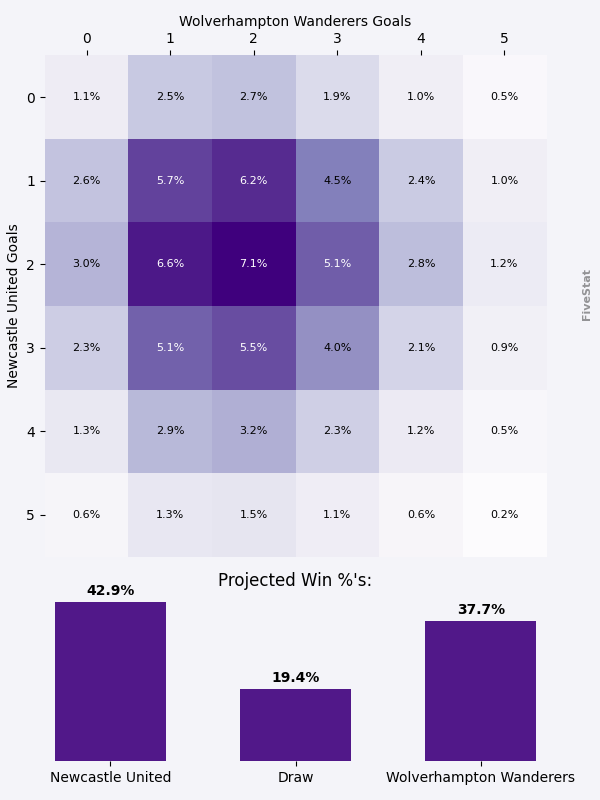 Wolverhampton Wanderers Goals
0 1 2 3 4 5
0 1.1% 2.5% 2.7% 1.9% 1.0% 0.5%
1 2.6% 5.7% 6.2% 4.5% 2.4% 1.0%
2 3.0% 6.6% 7.1% 5.1% 2.8% 1.2%
3 2.3% 5.1% 5.5% 4.0% 2.1% 0.9%
4 1.3% 2.9% 3.2% 2.3% 1.2% 0.5%
5 0.6% 1.3% 1.5% 1.1% 0.6% 0.2%
Newcastle United Goals
FiveStat
Projected Win %'s:
42.9% 19.4% 37.7%
Newcastle United Draw Wolverhampton Wanderers